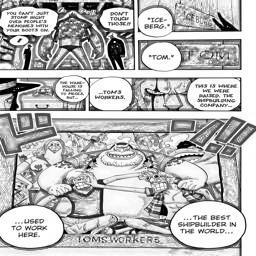 YOU CAN'T JUST
STOMP RIGHT
OVER PEOPLE'S
MEMORIES WITH
YOUR BOOTS ON.
DON'T
TOUCH
THOSE!!
"ICE-
BERG."
"TOM."
THE WARE-
HOUSE IS
FALLING
TO PIECES,
BUT...
...TOM'S
WORKERS.
THIS IS WHERE
WE WERE
RAISED. THE
SHIPBUILDING
COMPANY...
...USED
TO WORK
HERE.
...THE BEST
SHIPBUILDER
IN THE
WORLD...
TOMS WORKERS